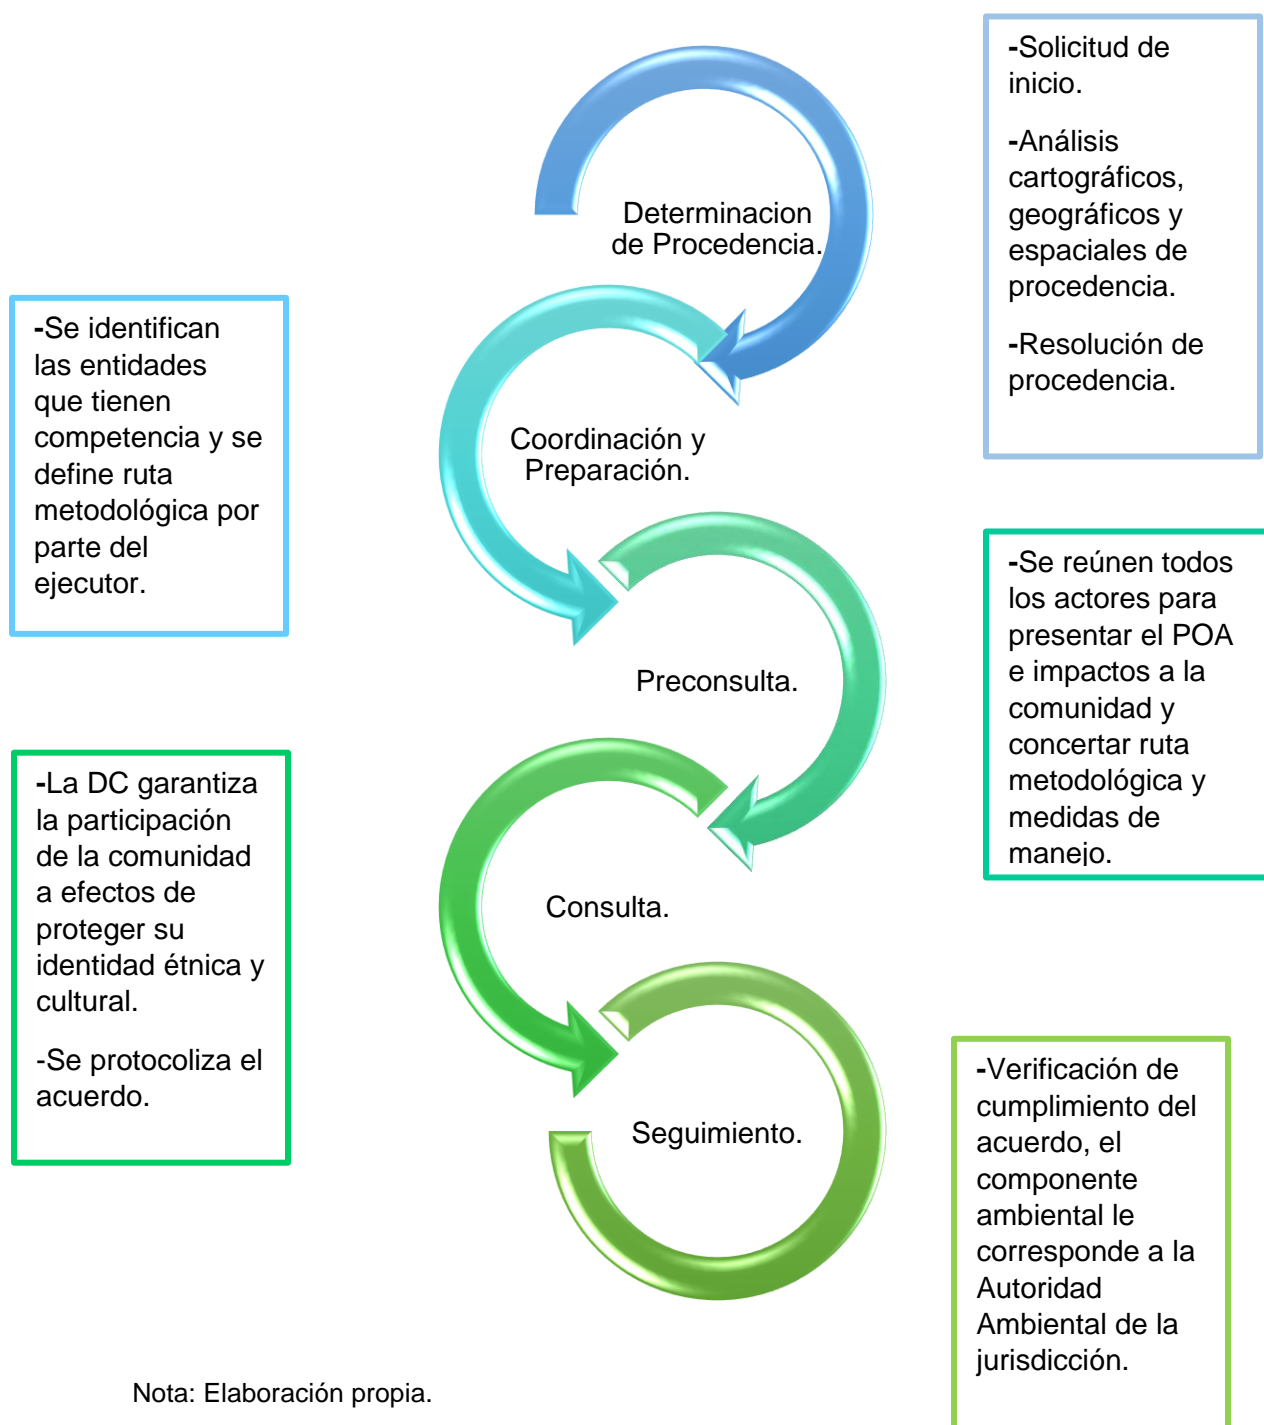 Determinacion
de Procedencia.
-Solicitud de
inicio.
-Análisis
cartográficos,
geográficos y
espaciales de
procedencia.
-Resolución de
procedencia.
Coordinación y
Preparación.
-Se identifican
las entidades
que tienen
competencia y se
define ruta
metodológica por
parte del
ejecutor.
Preconsulta.
-Se reúnen todos
los actores para
presentar el POA
e impactos a la
comunidad y
concertar ruta
metodológica y
medidas de
manejo.
Consulta.
-La DC garantiza
la participación
de la comunidad
a efectos de
proteger su
identidad étnica y
cultural.
-Se protocoliza el
acuerdo.
Seguimiento.
-Verificación de
cumplimiento del
acuerdo, el
componente
ambiental le
corresponde a la
Autoridad
Ambiental de la
jurisdicción.
Nota: Elaboración propia.